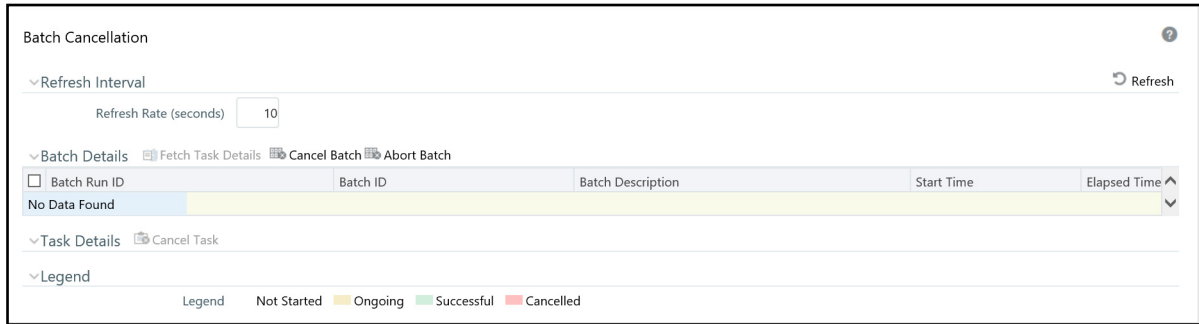 Batch Cancellation
Refresh Interval Refresh
Refresh Rate (seconds) 10
Batch Details Fetch Task Details Cancel Batch Abort Batch
Batch Run ID Batch ID Batch Description Start Time Elapsed Time
No Data Found
Task Details Cancel Task
Legend
Legend Not Started Ongoing Successful Cancelled